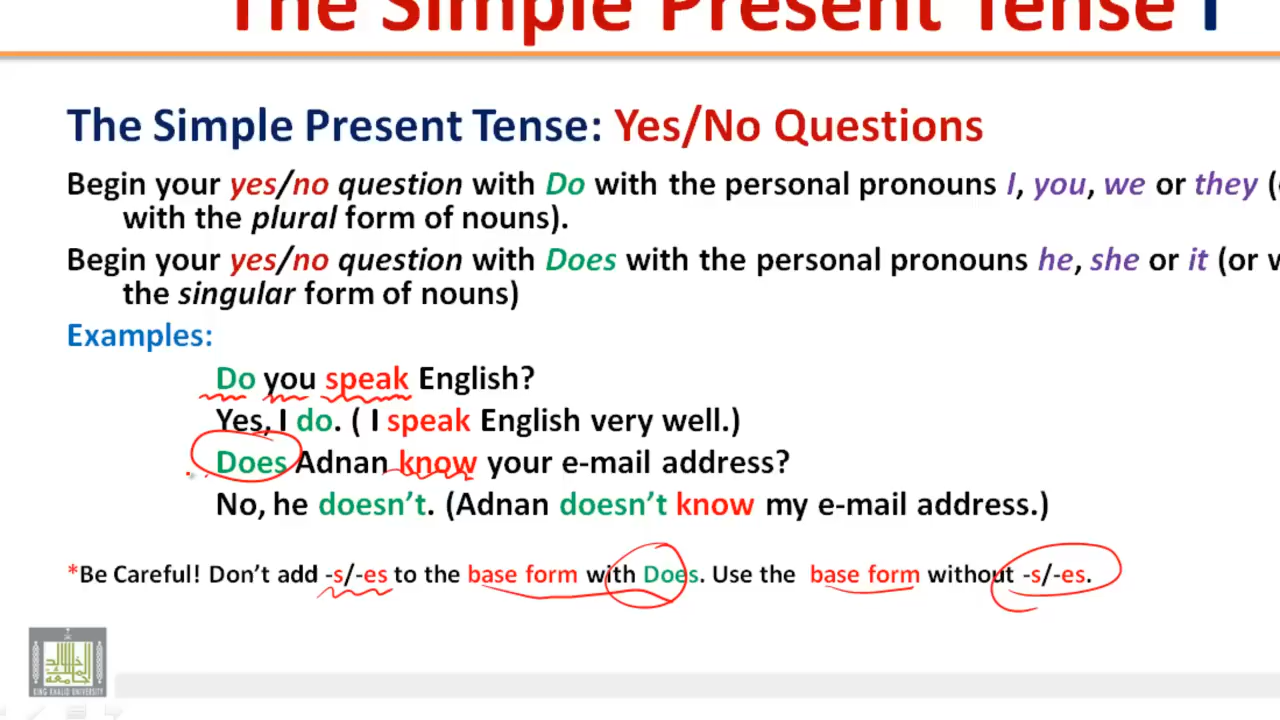 The Simple Present Tense I
The Simple Present Tense: Yes/No Questions
Begin your yes/no question with Do with the personal pronouns I, you, we or they (
with the plural form of nouns).
Begin your yes/no question with Does with the personal pronouns he, she or it (or
the singular form of nouns)
Examples:
Do you speak English?
Yes, I do. ( I speak English very well.)
Does Adnan know your e-mail address?
No, he doesn't. (Adnan doesn't know my e-mail address.)
*Be Careful! Don't add -s/-es to the base form with Does. Use the base form without -s/-es.
KING KHALID UNIVERSITY